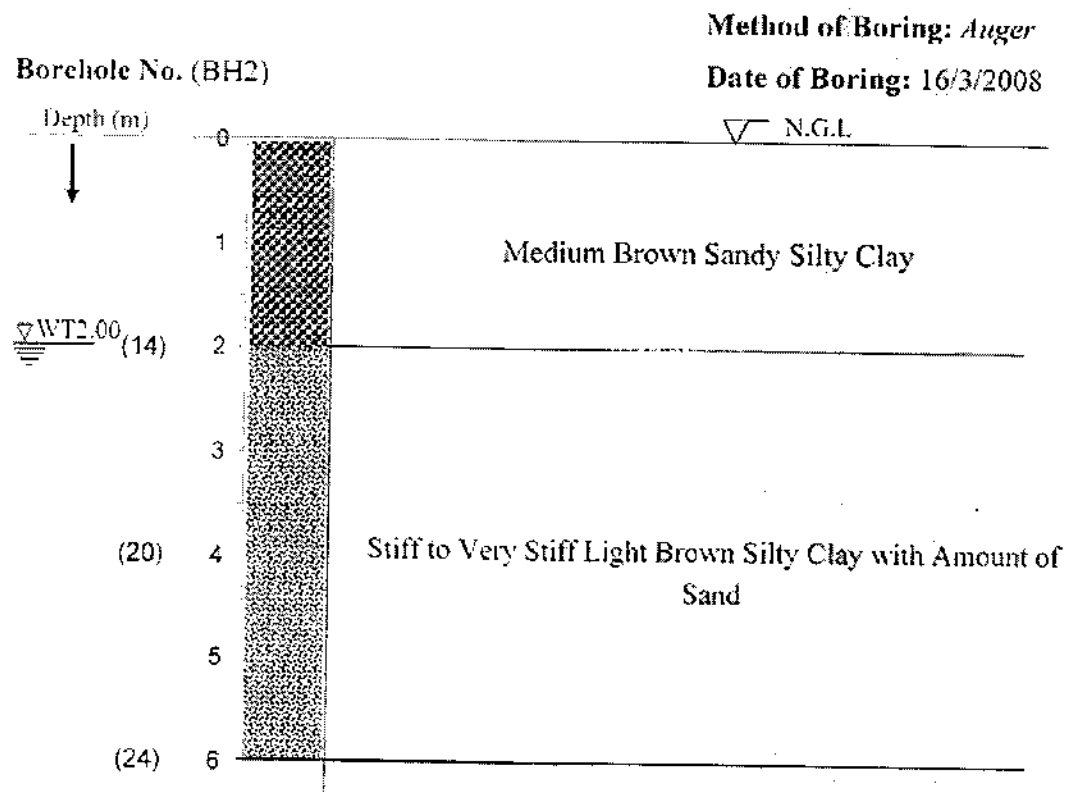 Method of Boring: Auger
Borehole No. (BH2)
Date of Boring: 16/3/2008
Depth (m)
N.G.L
0
1
Medium Brown Sandy Silty Clay
WT2.00 (14) 2
3
(20) 4
Stiff to Very Stiff Light Brown Silty Clay with Amount of
Sand
5
(24) 6